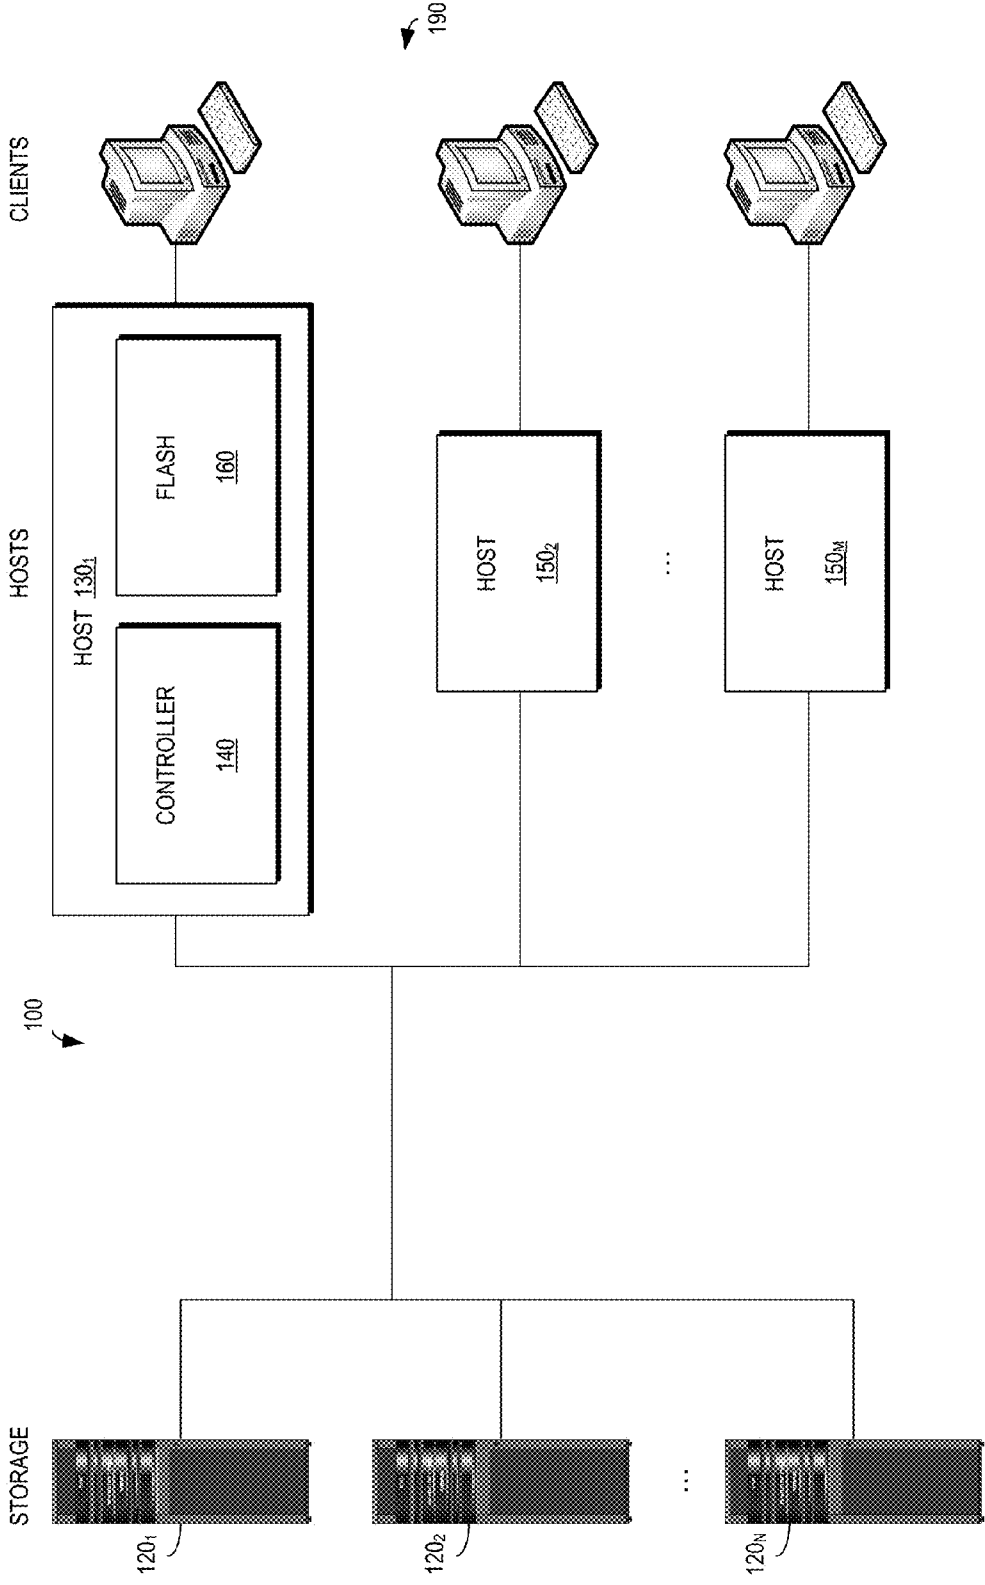 STORAGE
HOSTS
CLIENTS
120₁
100
HOST 130₁
CONTROLLER
140
FLASH
160
190
120₂
HOST
150₂
...
...
120ₙ
HOST
150ₘ